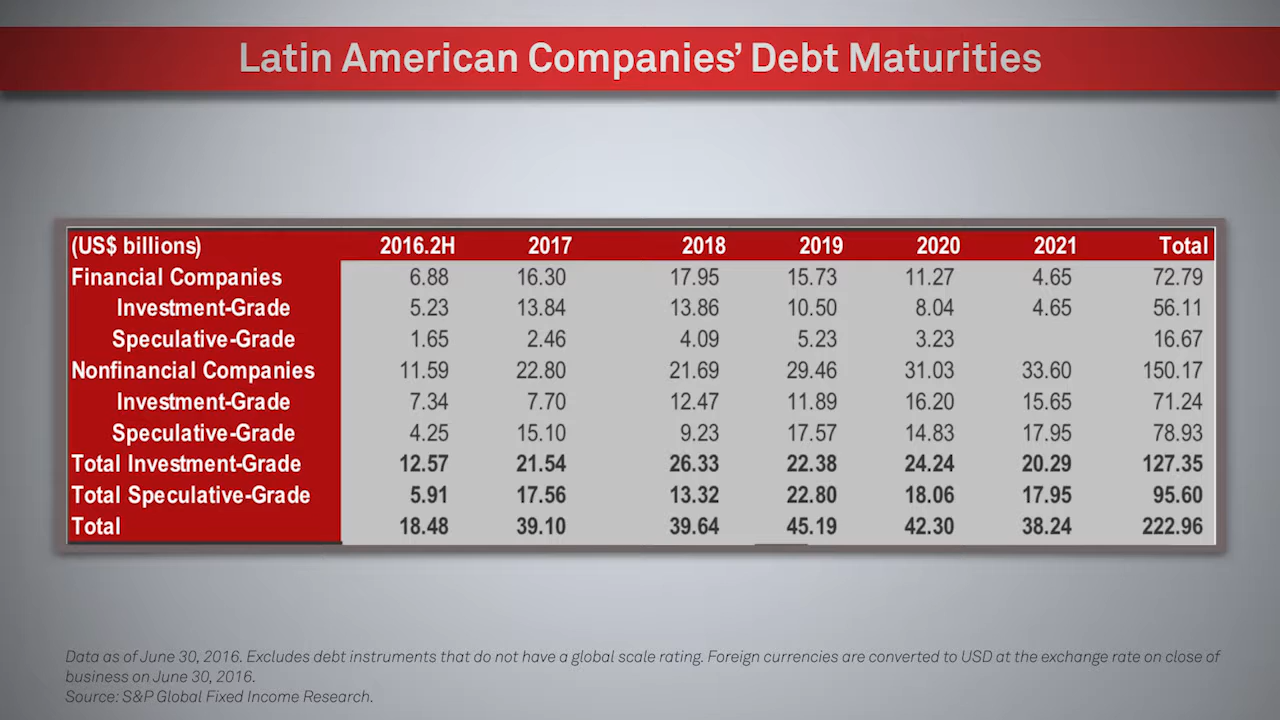 Latin American Companies’ Debt Maturities
(US$ billions) 2016.2H 2017 2018 2019 2020 2021 Total
Financial Companies 6.88 16.30 17.95 15.73 11.27 4.65 72.79
Investment-Grade 5.23 13.84 13.86 10.50 8.04 4.65 56.11
Speculative-Grade 1.65 2.46 4.09 5.23 3.23 16.67
Nonfinancial Companies 11.59 22.80 21.69 29.46 31.03 33.60 150.17
Investment-Grade 7.34 7.70 12.47 11.89 16.20 15.65 71.24
Speculative-Grade 4.25 15.10 9.23 17.57 14.83 17.95 78.93
Total Investment-Grade 12.57 21.54 26.33 22.38 24.24 20.29 127.35
Total Speculative-Grade 5.91 17.56 13.32 22.80 18.06 17.95 95.60
Total 18.48 39.10 39.64 45.19 42.30 38.24 222.96
Data as of June 30, 2016. Excludes debt instruments that do not have a global scale rating. Foreign currencies are converted to USD at the exchange rate on close of
business on June 30, 2016.
Source: S&P Global Fixed Income Research.